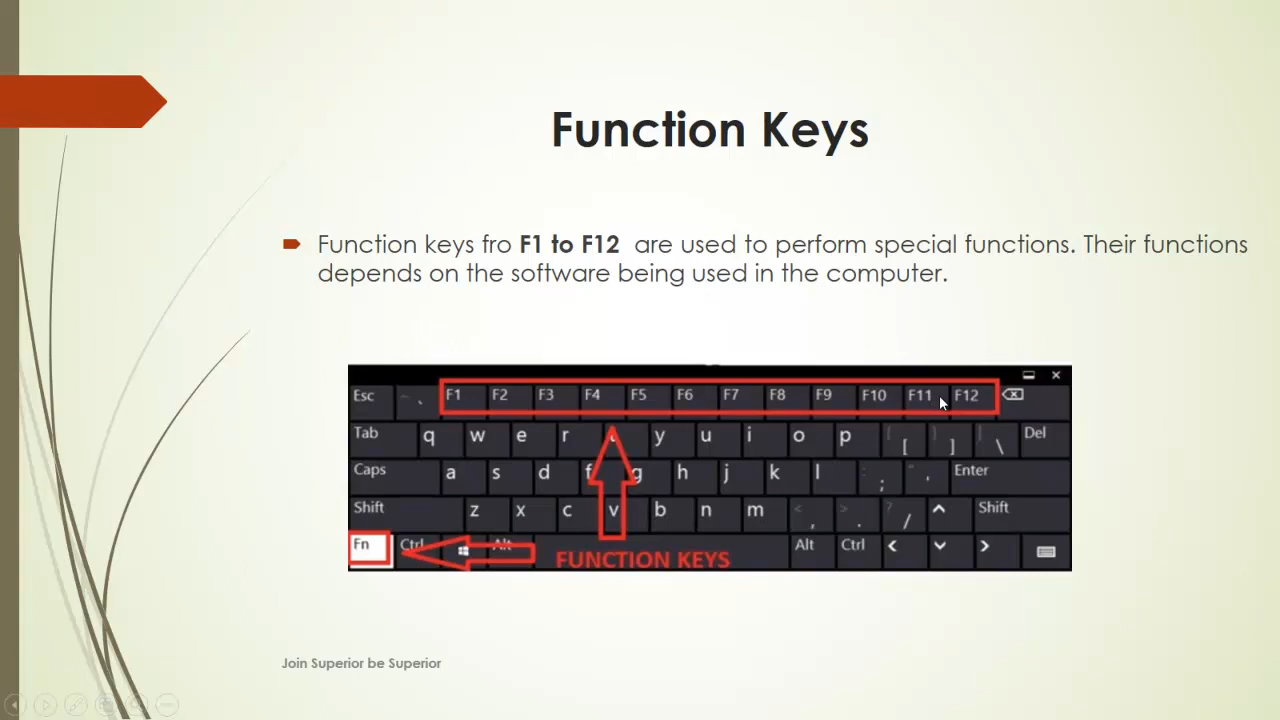 Function Keys
Function keys fro F1 to F12 are used to perform special functions. Their functions
depends on the software being used in the computer.
Esc ` F1 F2 F3 F4 F5 F6 F7 F8 F9 F10 F11 F12
Tab q w e r y u i o p [ ] \ Del
Caps a s d f g h j k l ; ' Enter
Shift z x c v b n m < , > . ? / Shift
Fn Ctrl Alt FUNCTION KEYS Alt Ctrl
Join Superior be Superior